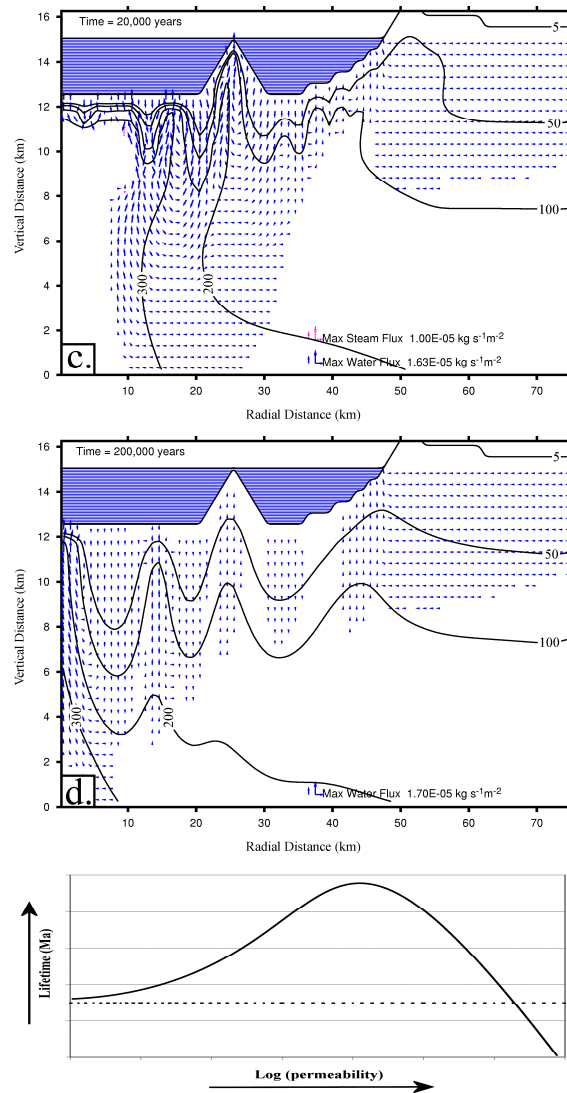 Time = 20,000 years
16
14
12
10
8
6
4
2
0
Vertical Distance (km)
5
50
100
300
200
Max Steam Flux 1.00E-05 kg s-1m-2
Max Water Flux 1.63E-05 kg s-1m-2
c.
10 20 30 40 50 60 70
Radial Distance (km)
Time = 200,000 years
16
14
12
10
8
6
4
2
0
Vertical Distance (km)
5
50
100
300
200
Max Water Flux 1.70E-05 kg s-1m-2
d.
10 20 30 40 50 60 70
Radial Distance (km)
Lifetime (Ma)
Log (permeability)